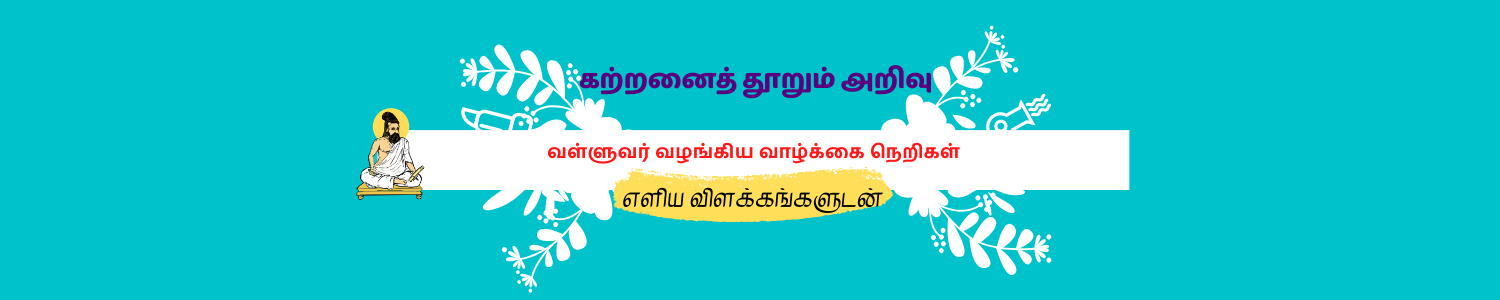 கற்றனைத் தூறும் அறிவு
வள்ளுவர் வழங்கிய வாழ்க்கை நெறிகள்
எளிய விளக்கங்களுடன்